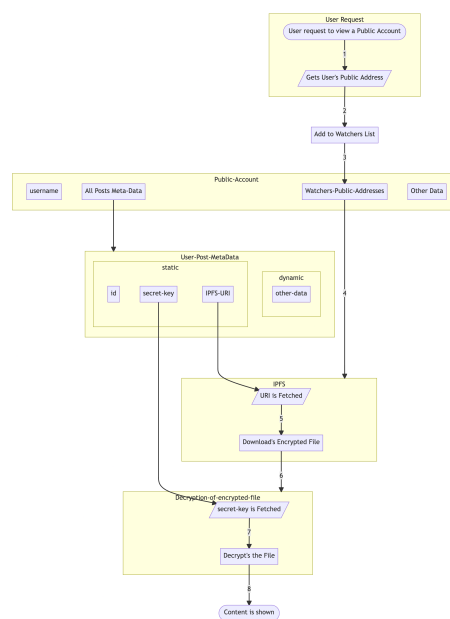 User Request
User request to view a Public Account
1
Gets User's Public Address
2
Add to Watchers List
3
Public-Account
username
All Posts Meta-Data
Watchers-Public-Addresses
Other Data
User-Post-MetaData
static
dynamic
id
secret-key
IPFS-URI
other-data
4
IPFS
URI is Fetched
5
Download's Encrypted File
6
Decryption-of-encrypted-file
secret-key is Fetched
7
Decrypt's the File
8
Content is shown